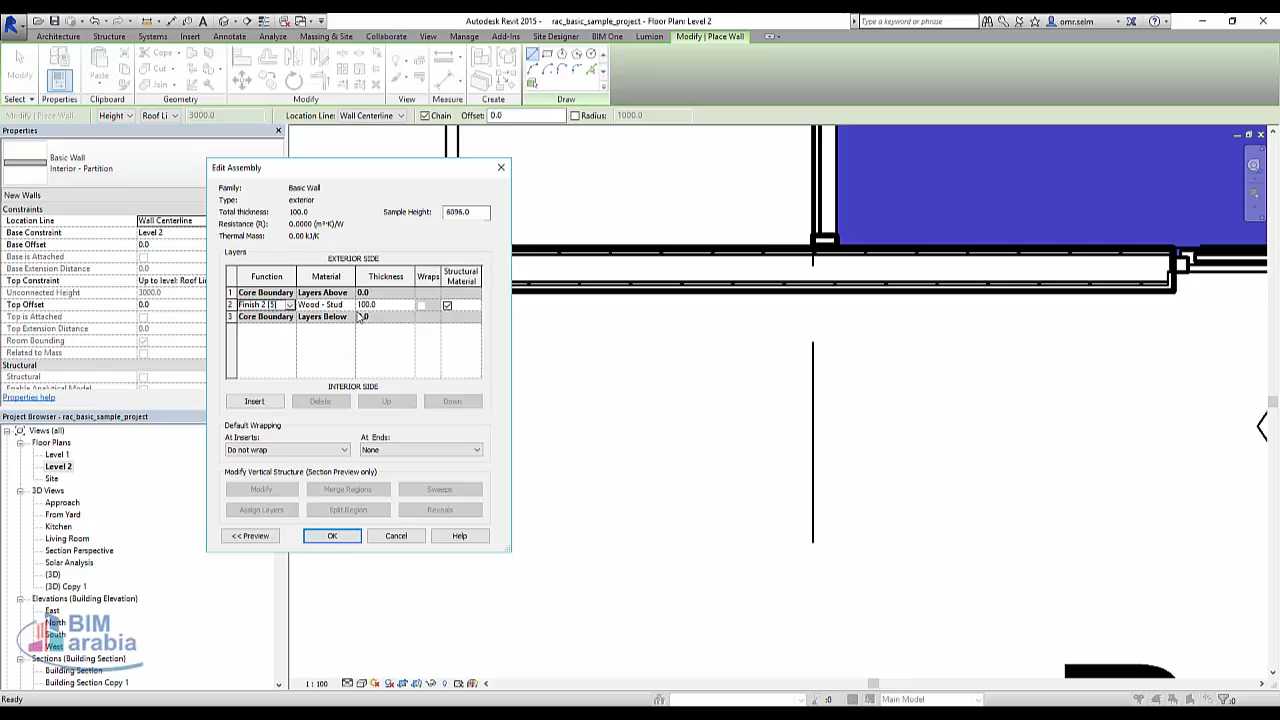 Autodesk Revit 2015 - rac_basic_sample_project - Floor Plan: Level 2
Type a keyword or phrase
omr.selim
Architecture Structure Systems Insert Annotate Analyze Massing & Site Collaborate View Manage Add-Ins Site Designer BIM One Lumion Modify | Place Wall
Modify Paste Cope Cut Join
Select Properties Clipboard Geometry Modify View Measure Create Draw
Modify | Place Wall Height Roof Li 3000.0 Location Line: Wall Centerline Chain Offset: 0.0 Radius: 1000.0
Properties
Basic Wall
Interior - Partition
New Walls
Constraints
Location Line Wall Centerline
Base Constraint Level 2
Base Offset 0.0
Base is Attached
Base Extension Distance 0.0
Top Constraint Up to level: Roof Li
Unconnected Height 3000.0
Top Offset 0.0
Top is Attached
Top Extension Distance 0.0
Room Bounding
Related to Mass
Structural
Structural
Enable Analytical Model
Properties help
Project Browser - rac_basic_sample_project
Views (all)
Floor Plans
Level 1
Level 2
Site
3D Views
Approach
From Yard
Kitchen
Living Room
Section Perspective
Solar Analysis
{3D}
{3D} Copy 1
Elevations (Building Elevation)
East
North
South
West
Sections (Building Section)
Building Section
Building Section Copy 1
BIM
arabia
Edit Assembly
Family: Basic Wall
Type: exterior
Total thickness: 100.0 Sample Height: 6096.0
Resistance (R): 0.0000 (m²·K)/W
Thermal Mass: 0.00 kJ/K
Layers
EXTERIOR SIDE
Function Material Thickness Wraps Structural Material
1 Core Boundary Layers Above 0.0
2 Finish 2 [5] Wood - Stud 100.0
3 Core Boundary Layers Below
INTERIOR SIDE
Insert Delete Up Down
Default Wrapping
At Inserts: At Ends:
Do not wrap None
Modify Vertical Structure (Section Preview only)
Modify Merge Regions Sweeps
Assign Layers Split Region Reveals
<< Preview OK Cancel Help
1 : 100
Ready :0 Main Model :0